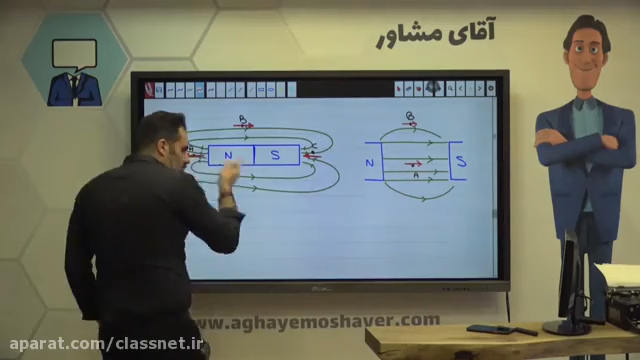 آقای مشاور
B
N S
C
B
N S
A
www.aghayemoshaver.com
aparat.com/classnet.ir